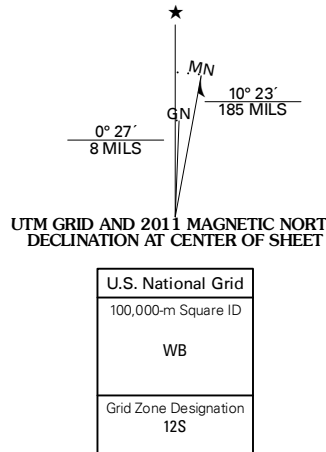 MN
GN
10° 23´
185 MILS
0° 27´
8 MILS
UTM GRID AND 2011 MAGNETIC NORT
DECLINATION AT CENTER OF SHEET
U.S. National Grid
100,000-m Square ID
WB
Grid Zone Designation
12S